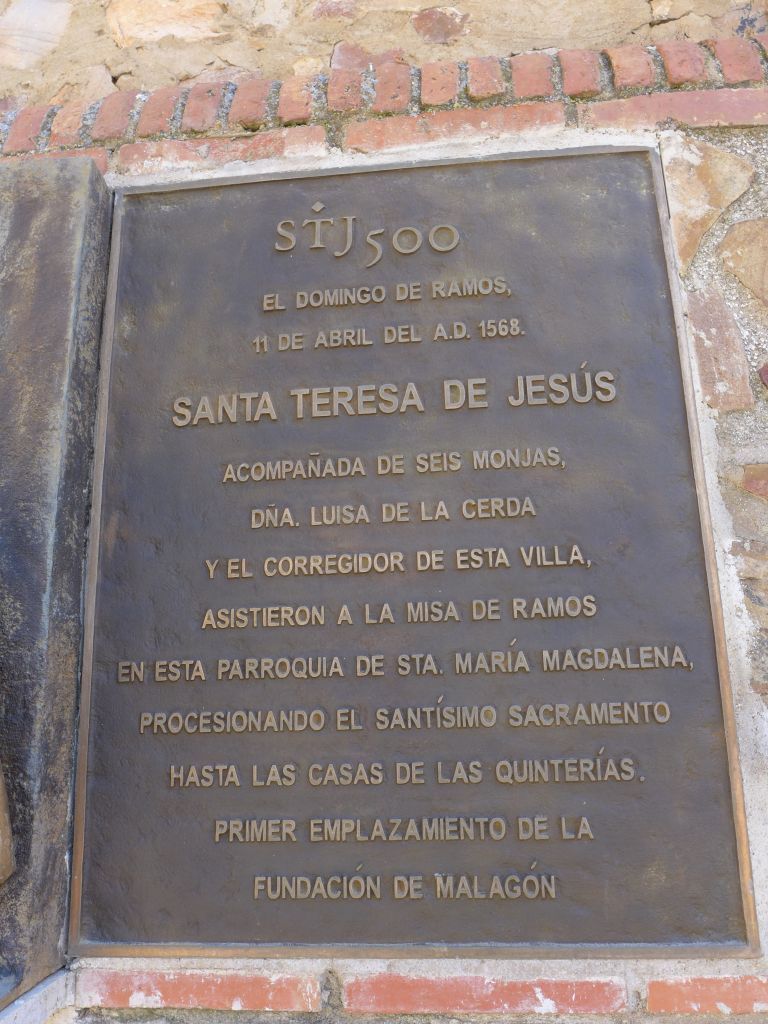 STJ500
EL DOMINGO DE RAMOS,
11 DE ABRIL DEL A.D. 1568.
SANTA TERESA DE JESÚS
ACOMPAÑADA DE SEIS MONJAS,
DÑA. LUISA DE LA CERDA
Y EL CORREGIDOR DE ESTA VILLA,
ASISTIERON A LA MISA DE RAMOS
EN ESTA PARROQUIA DE STA. MARÍA MAGDALENA,
PROCESIONANDO EL SANTÍSIMO SACRAMENTO
HASTA LAS CASAS DE LAS QUINTERÍAS.
PRIMER EMPLAZAMIENTO DE LA
FUNDACIÓN DE MALAGÓN